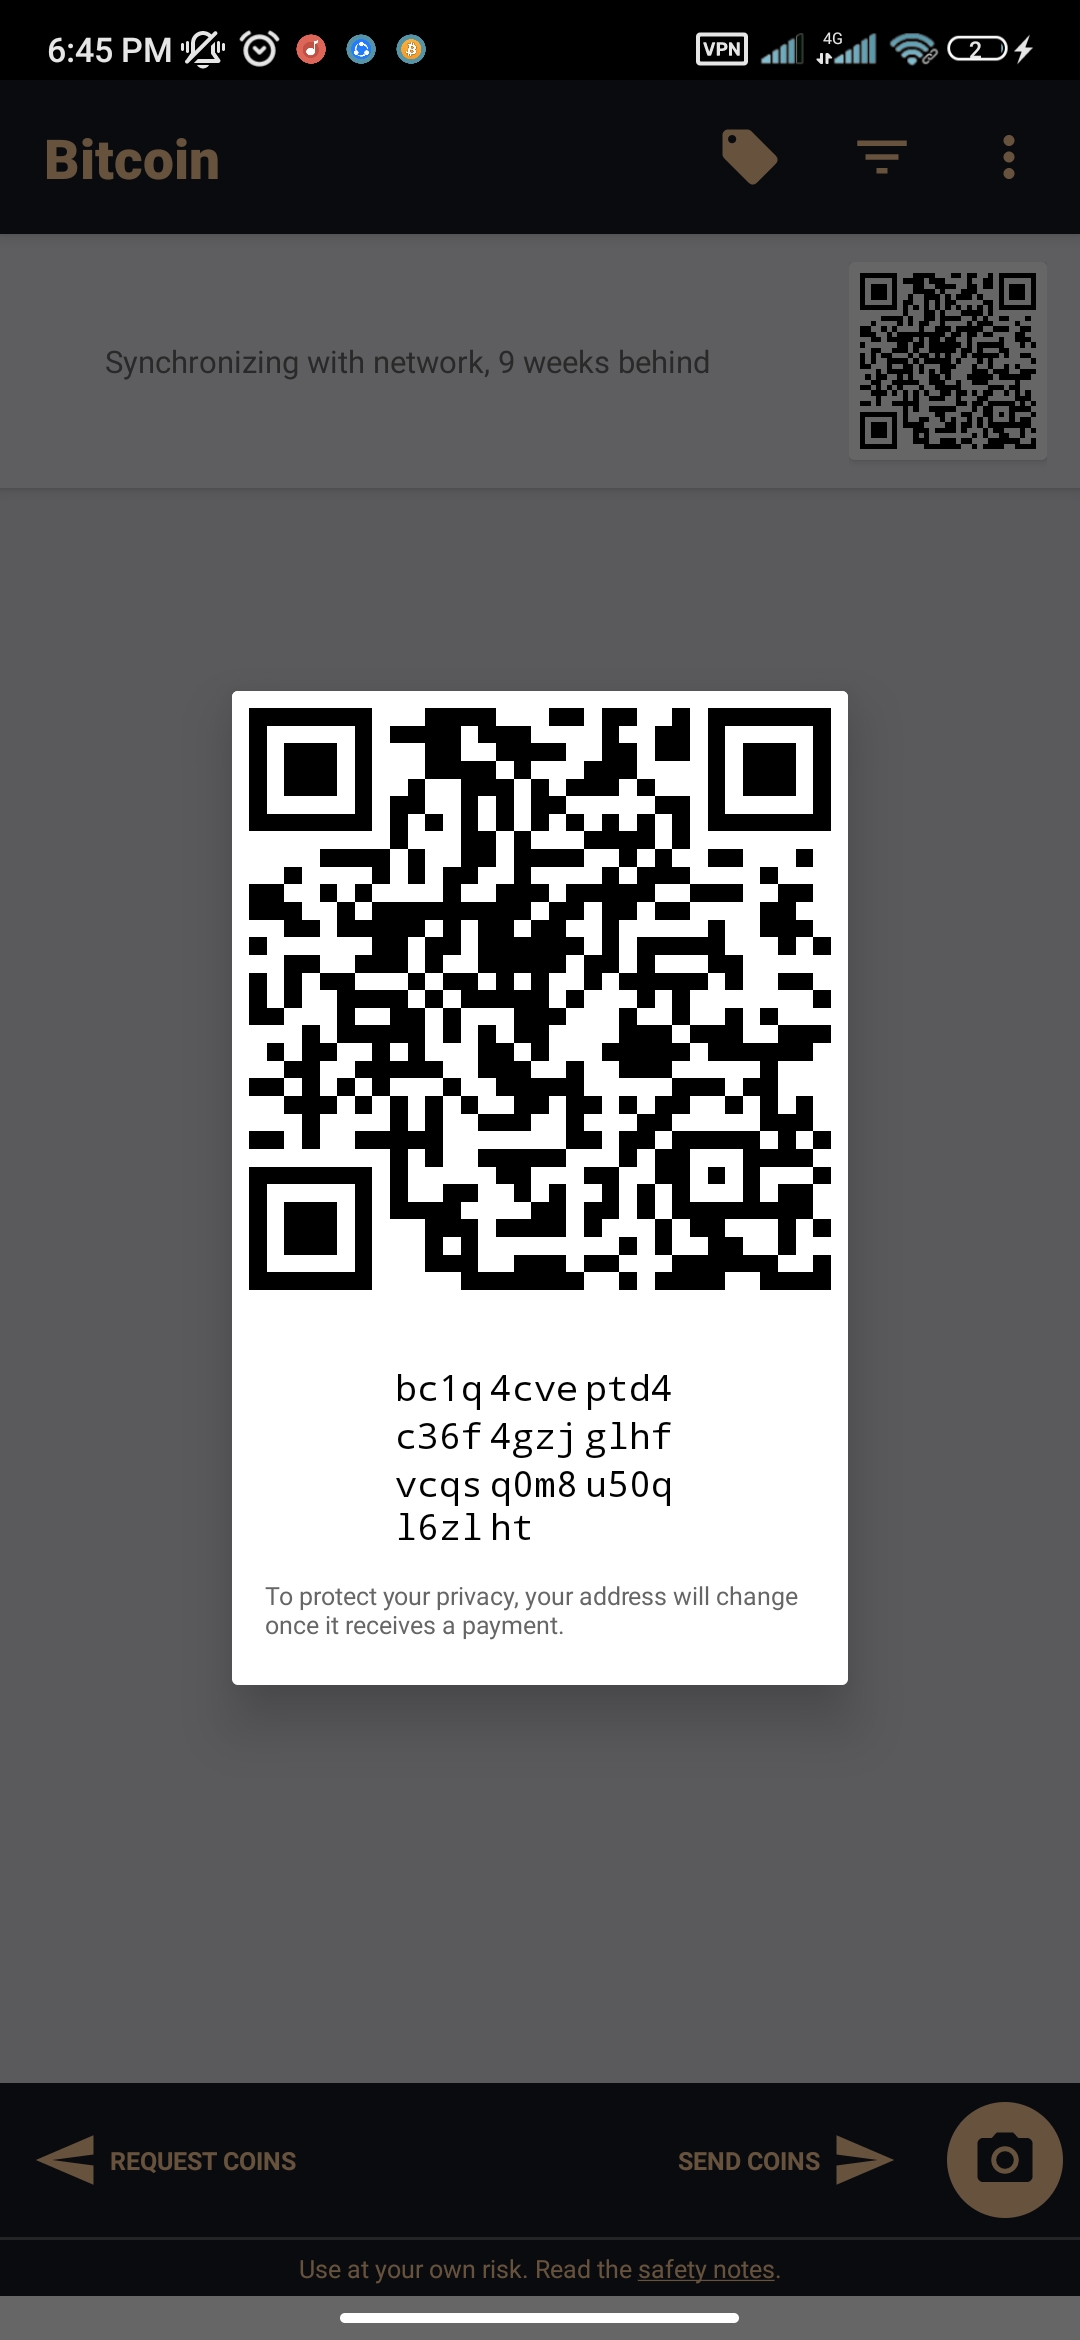 6:45 PM VPN 4G 2
Bitcoin
Synchronizing with network, 9 weeks behind
bc1q 4cve ptd4
c36f 4gzj glhf
vcqs q0m8 u50q
l6zl ht
To protect your privacy, your address will change
once it receives a payment.
REQUEST COINS SEND COINS
Use at your own risk. Read the safety notes.